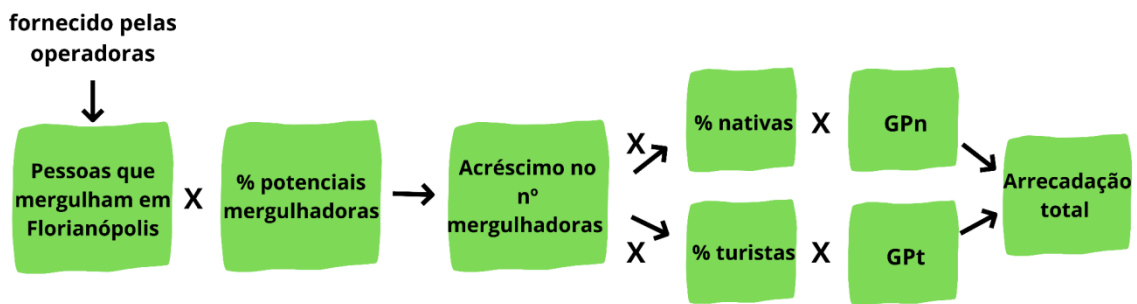 fornecido pelas
operadoras
Pessoas que
mergulham em
Florianópolis
X
% potenciais
mergulhadoras
Acréscimo no
nº
mergulhadoras
X
% nativas
X
GPn
X
% turistas
X
GPt
Arrecadação
total